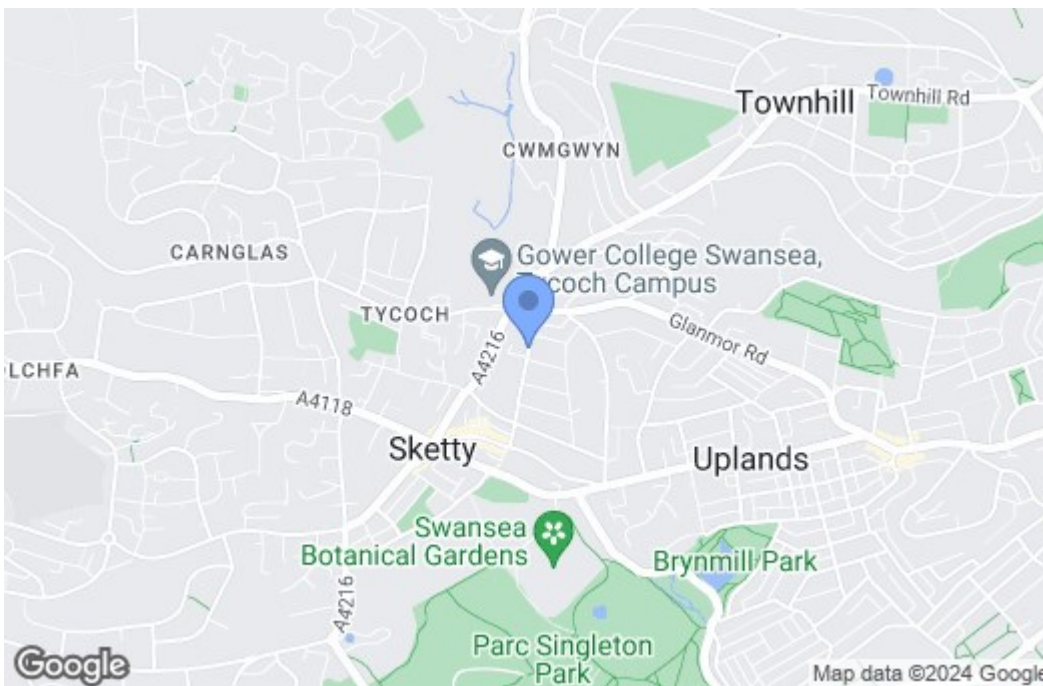 Townhill
Townhill Rd
CWMGWYN
CARNGLAS
Gower College Swansea,
Tycoch Campus
TYCOCH
A4216
Glanmor Rd
OLCHFA
A4118
Sketty
Uplands
Swansea
Botanical Gardens
Brynmill Park
A4216
Parc Singleton
Park
Google
Map data ©2024 Google